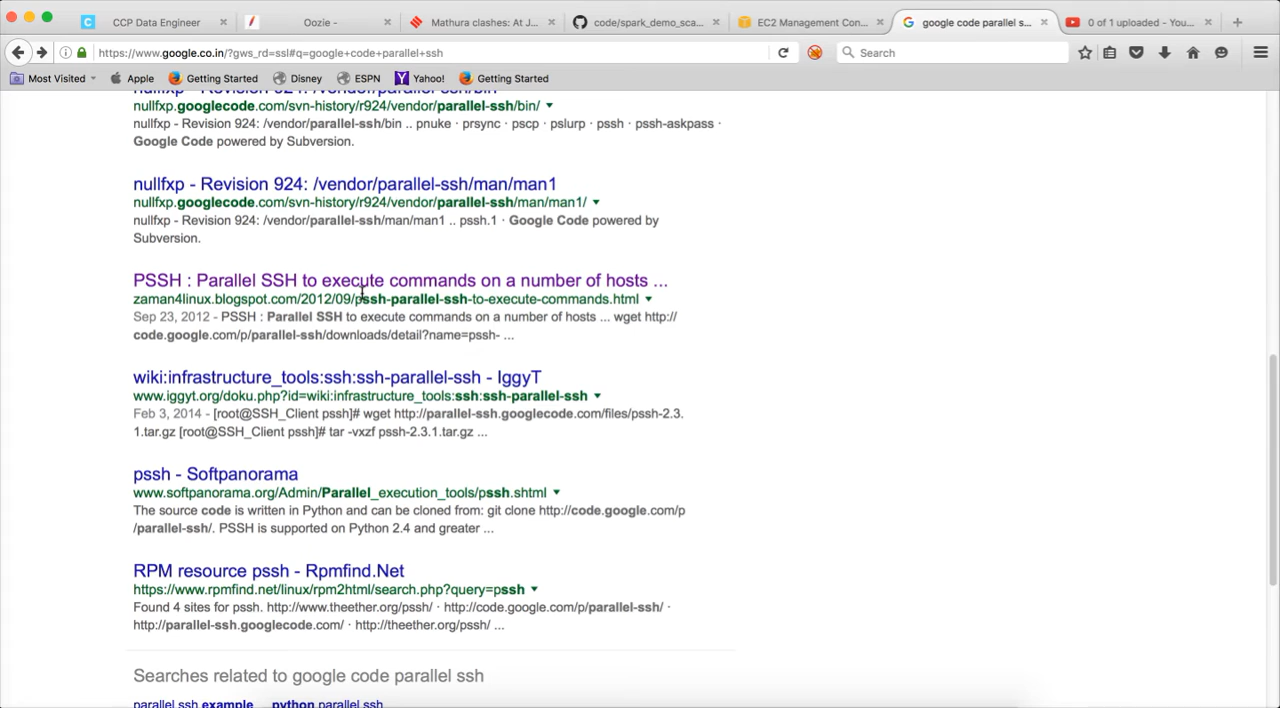 CCP Data Engineer
Oozie -
Mathura clashes: At J...
code/spark_demo_sca...
EC2 Management Con...
google code parallel s...
0 of 1 uploaded - You...
https://www.google.co.in/?gws_rd=ssl#q=google+code+parallel+ssh
Search
Most Visited
Apple
Getting Started
Disney
ESPN
Yahoo!
Getting Started
nullfxp - Revision 924: /vendor/parallel-ssh/bin
nullfxp.googlecode.com/svn-history/r924/vendor/parallel-ssh/bin/
nullfxp - Revision 924: /vendor/parallel-ssh/bin .. pnuke · prsync · pscp · pslurp · pssh · pssh-askpass ·
Google Code powered by Subversion.
nullfxp - Revision 924: /vendor/parallel-ssh/man/man1
nullfxp.googlecode.com/svn-history/r924/vendor/parallel-ssh/man/man1/
nullfxp - Revision 924: /vendor/parallel-ssh/man/man1 .. pssh.1 · Google Code powered by
Subversion.
PSSH : Parallel SSH to execute commands on a number of hosts ...
zaman4linux.blogspot.com/2012/09/pssh-parallel-ssh-to-execute-commands.html
Sep 23, 2012 - PSSH : Parallel SSH to execute commands on a number of hosts ... wget http://
code.google.com/p/parallel-ssh/downloads/detail?name=pssh- ...
wiki:infrastructure_tools:ssh:ssh-parallel-ssh - IggyT
www.iggyt.org/doku.php?id=wiki:infrastructure_tools:ssh:ssh-parallel-ssh
Feb 3, 2014 - [root@SSH_Client pssh]# wget http://parallel-ssh.googlecode.com/files/pssh-2.3.
1.tar.gz [root@SSH_Client pssh]# tar -vxzf pssh-2.3.1.tar.gz ...
pssh - Softpanorama
www.softpanorama.org/Admin/Parallel_execution_tools/pssh.shtml
The source code is written in Python and can be cloned from: git clone http://code.google.com/p
/parallel-ssh/. PSSH is supported on Python 2.4 and greater ...
RPM resource pssh - Rpmfind.Net
https://www.rpmfind.net/linux/rpm2html/search.php?query=pssh
Found 4 sites for pssh. http://www.theether.org/pssh/ · http://code.google.com/p/parallel-ssh/ ·
http://parallel-ssh.googlecode.com/ · http://theether.org/pssh/ ...
Searches related to google code parallel ssh
parallel ssh example
python parallel ssh